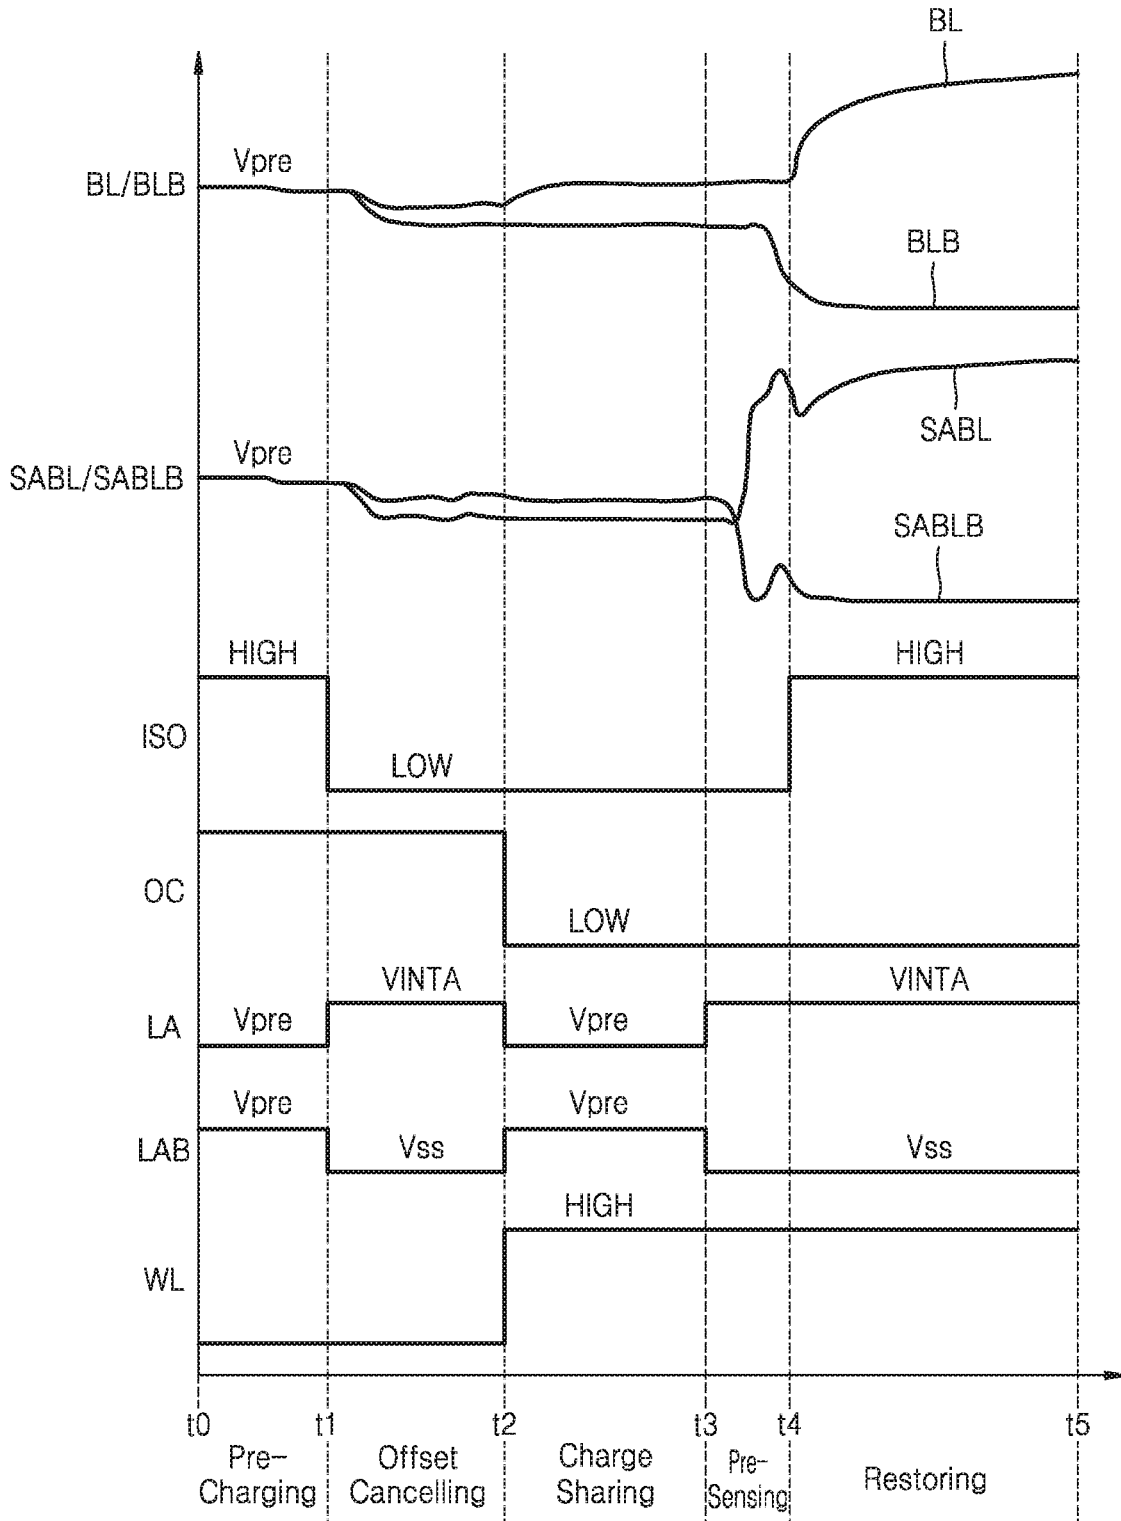 BL
Vpre
BL/BLB
BLB
Vpre
SABL/SABLB
SABL
SABLB
HIGH
HIGH
ISO
LOW
OC
LOW
VINTA
VINTA
LA
Vpre
Vpre
Vpre
Vpre
LAB
Vss
Vss
HIGH
WL
t0
t1
t2
t3
t4
t5
Pre-
Charging
Offset
Cancelling
Charge
Sharing
Pre-
Sensing
Restoring